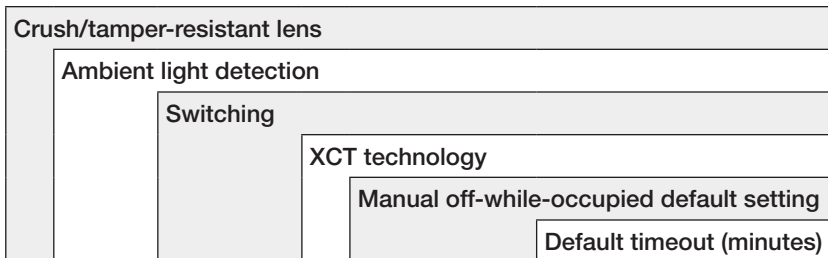 Crush/tamper-resistant lens
Ambient light detection
Switching
XCT technology
Manual off-while-occupied default setting
Default timeout (minutes)